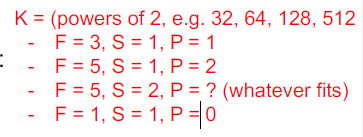 K = (powers of 2, e.g. 32, 64, 128, 512
- F = 3, S = 1, P = 1
- F = 5, S = 1, P = 2
- F = 5, S = 2, P = ? (whatever fits)
- F = 1, S = 1, P = 0